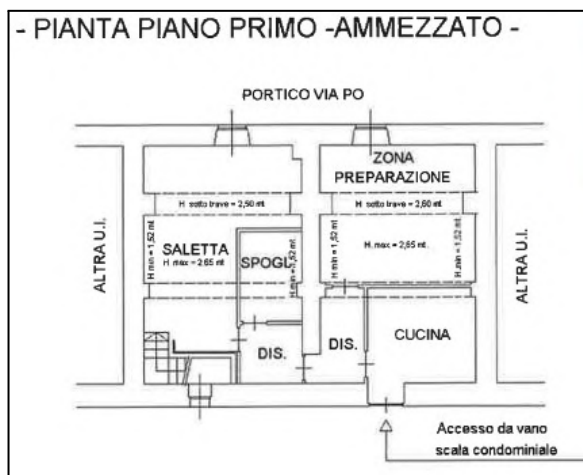 - PIANTA PIANO PRIMO -AMMEZZATO -
PORTICO VIA PO
ZONA
PREPARAZIONE
H sotto trave = 2,50 mt.
H sotto trave = 2,60 mt.
ALTRA U.I.
H min = 1,52 mt.
SALETTA
H max = 2,65 mt.
SPOGL.
H min = 1,52 mt.
H min = 1,52 mt.
H. max = 2,65 mt.
H.min = 1,52 mt.
ALTRA U.I.
DIS.
DIS.
CUCINA
Accesso da vano
scala condominiale